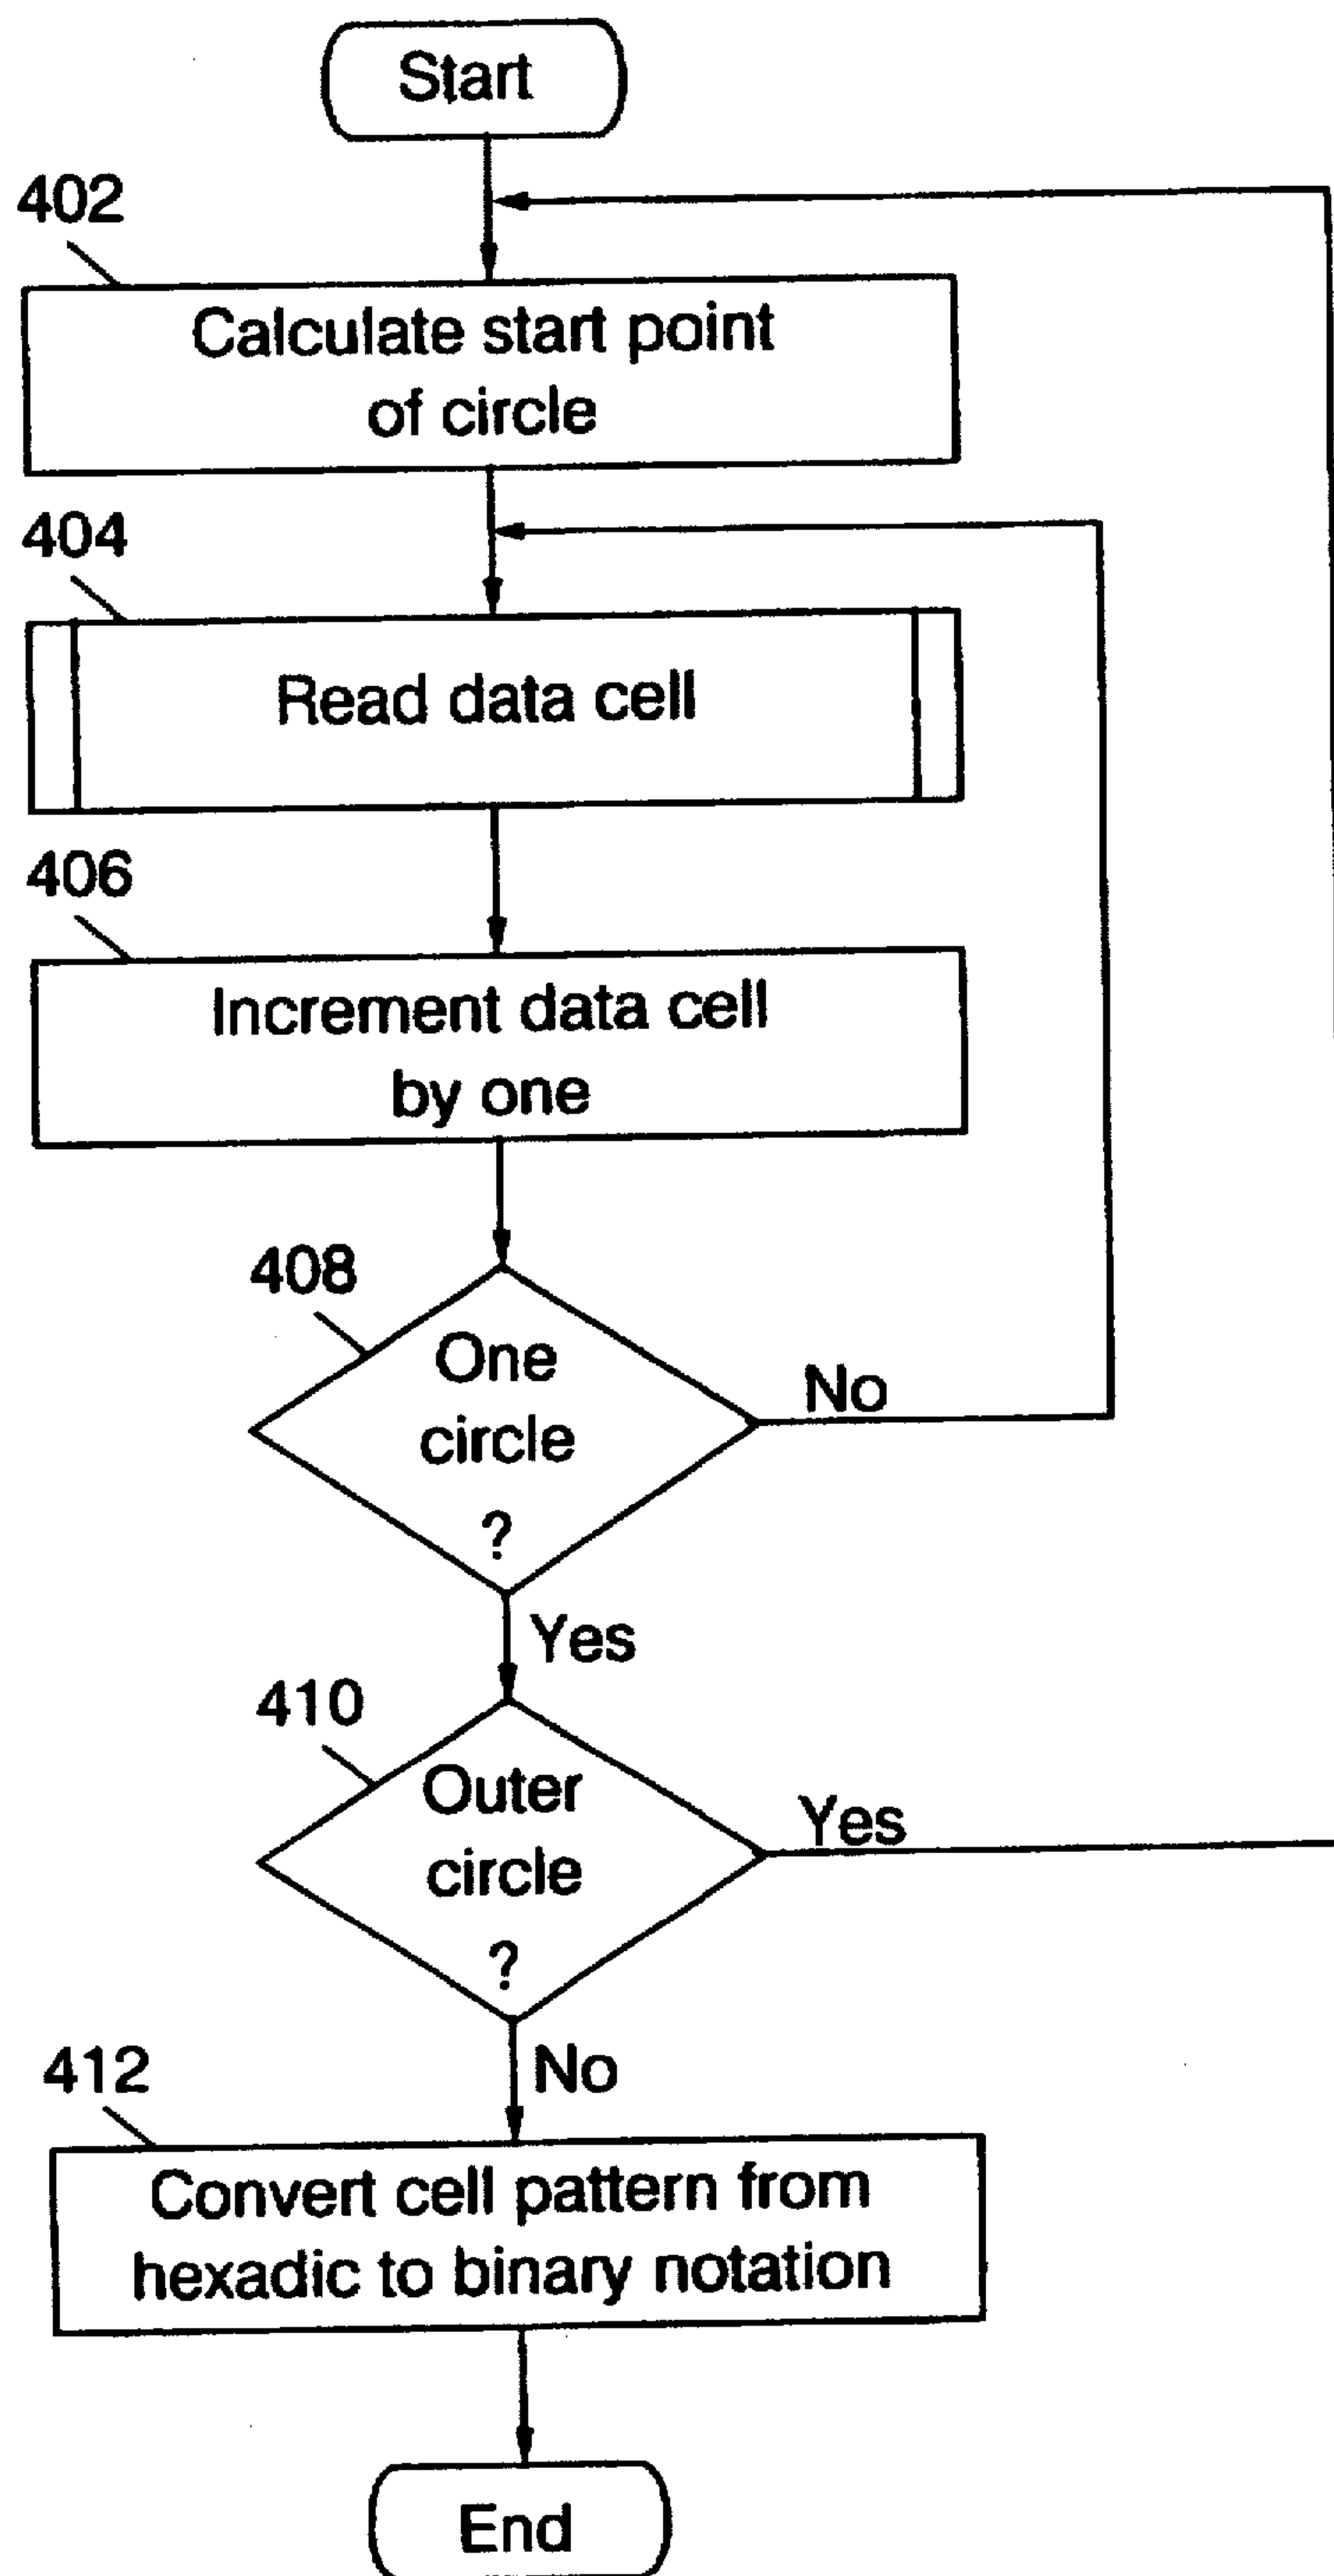 Start
402
Calculate start point
of circle
404
Read data cell
406
Increment data cell
by one
408
One
circle
?
No
Yes
410
Outer
circle
?
Yes
No
412
Convert cell pattern from
hexadic to binary notation
End